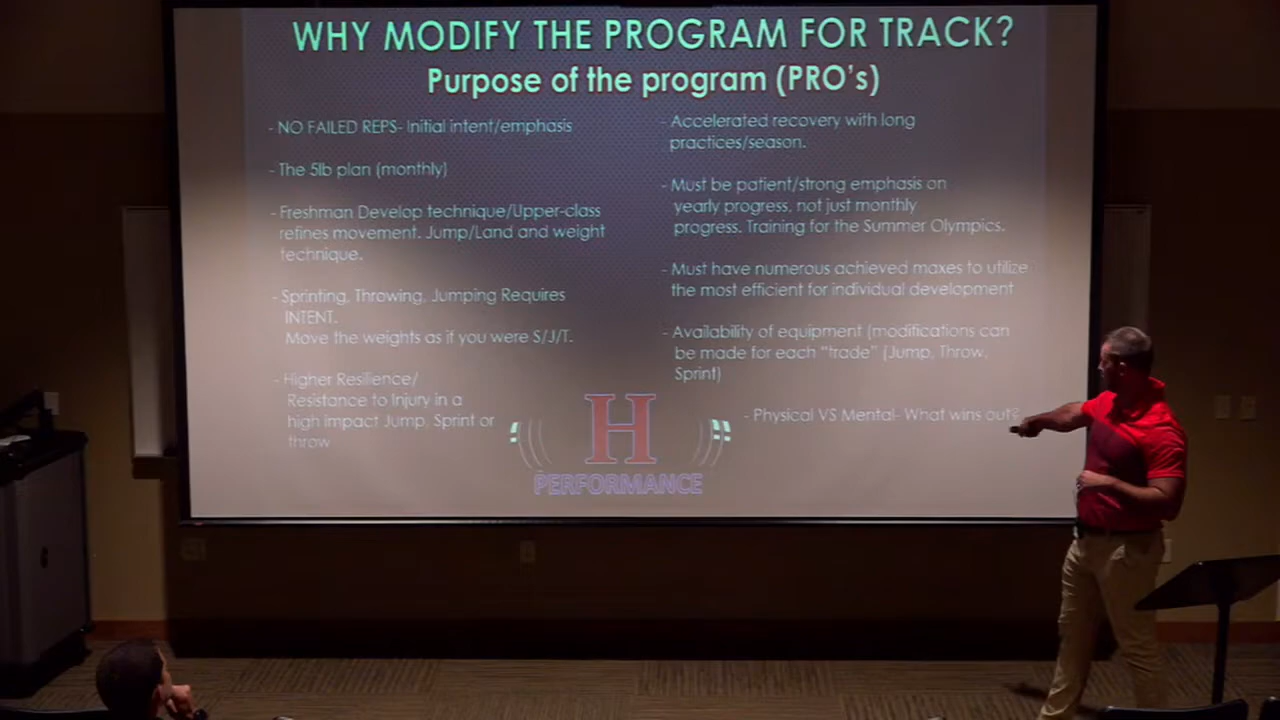 WHY MODIFY THE PROGRAM FOR TRACK?
Purpose of the program (PRO's)
- NO FAILED REPS- Initial intent/emphasis
- The 5lb plan (monthly)
- Freshman Develop technique/Upper-class
refines movement. Jump/Land and weight
technique.
- Sprinting, Throwing, Jumping Requires
INTENT.
Move the weights as if you were S/J/T.
- Higher Resilience/
Resistance to Injury in a
high impact Jump, Sprint or
throw
- Accelerated recovery with long
practices/season.
- Must be patient/strong emphasis on
yearly progress, not just monthly
progress. Training for the Summer Olympics.
- Must have numerous achieved maxes to utilize
the most efficient for individual development
- Availability of equipment (modifications can
be made for each "trade" (Jump, Throw,
Sprint)
- Physical VS Mental- What wins out?
H
PERFORMANCE